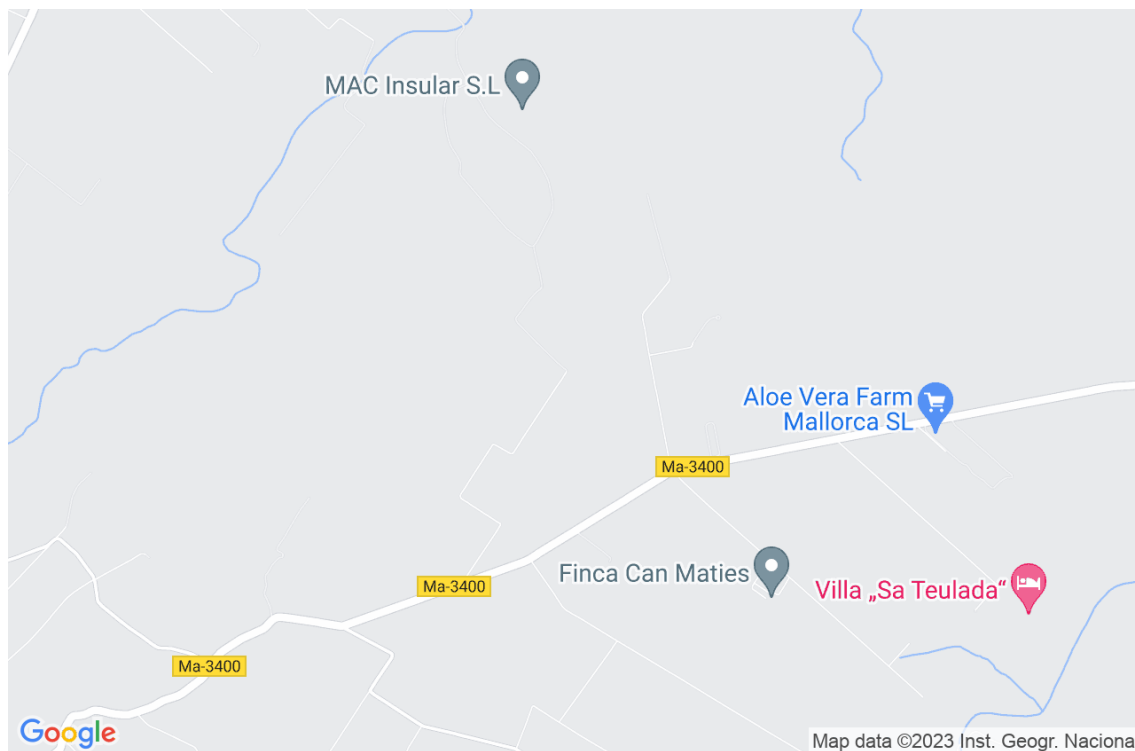 MAC Insular S.L
Aloe Vera Farm
Mallorca SL
Ma-3400
Finca Can Maties
Ma-3400
Villa „Sa Teulada“
Ma-3400
Google
Map data ©2023 Inst. Geogr. Naciona